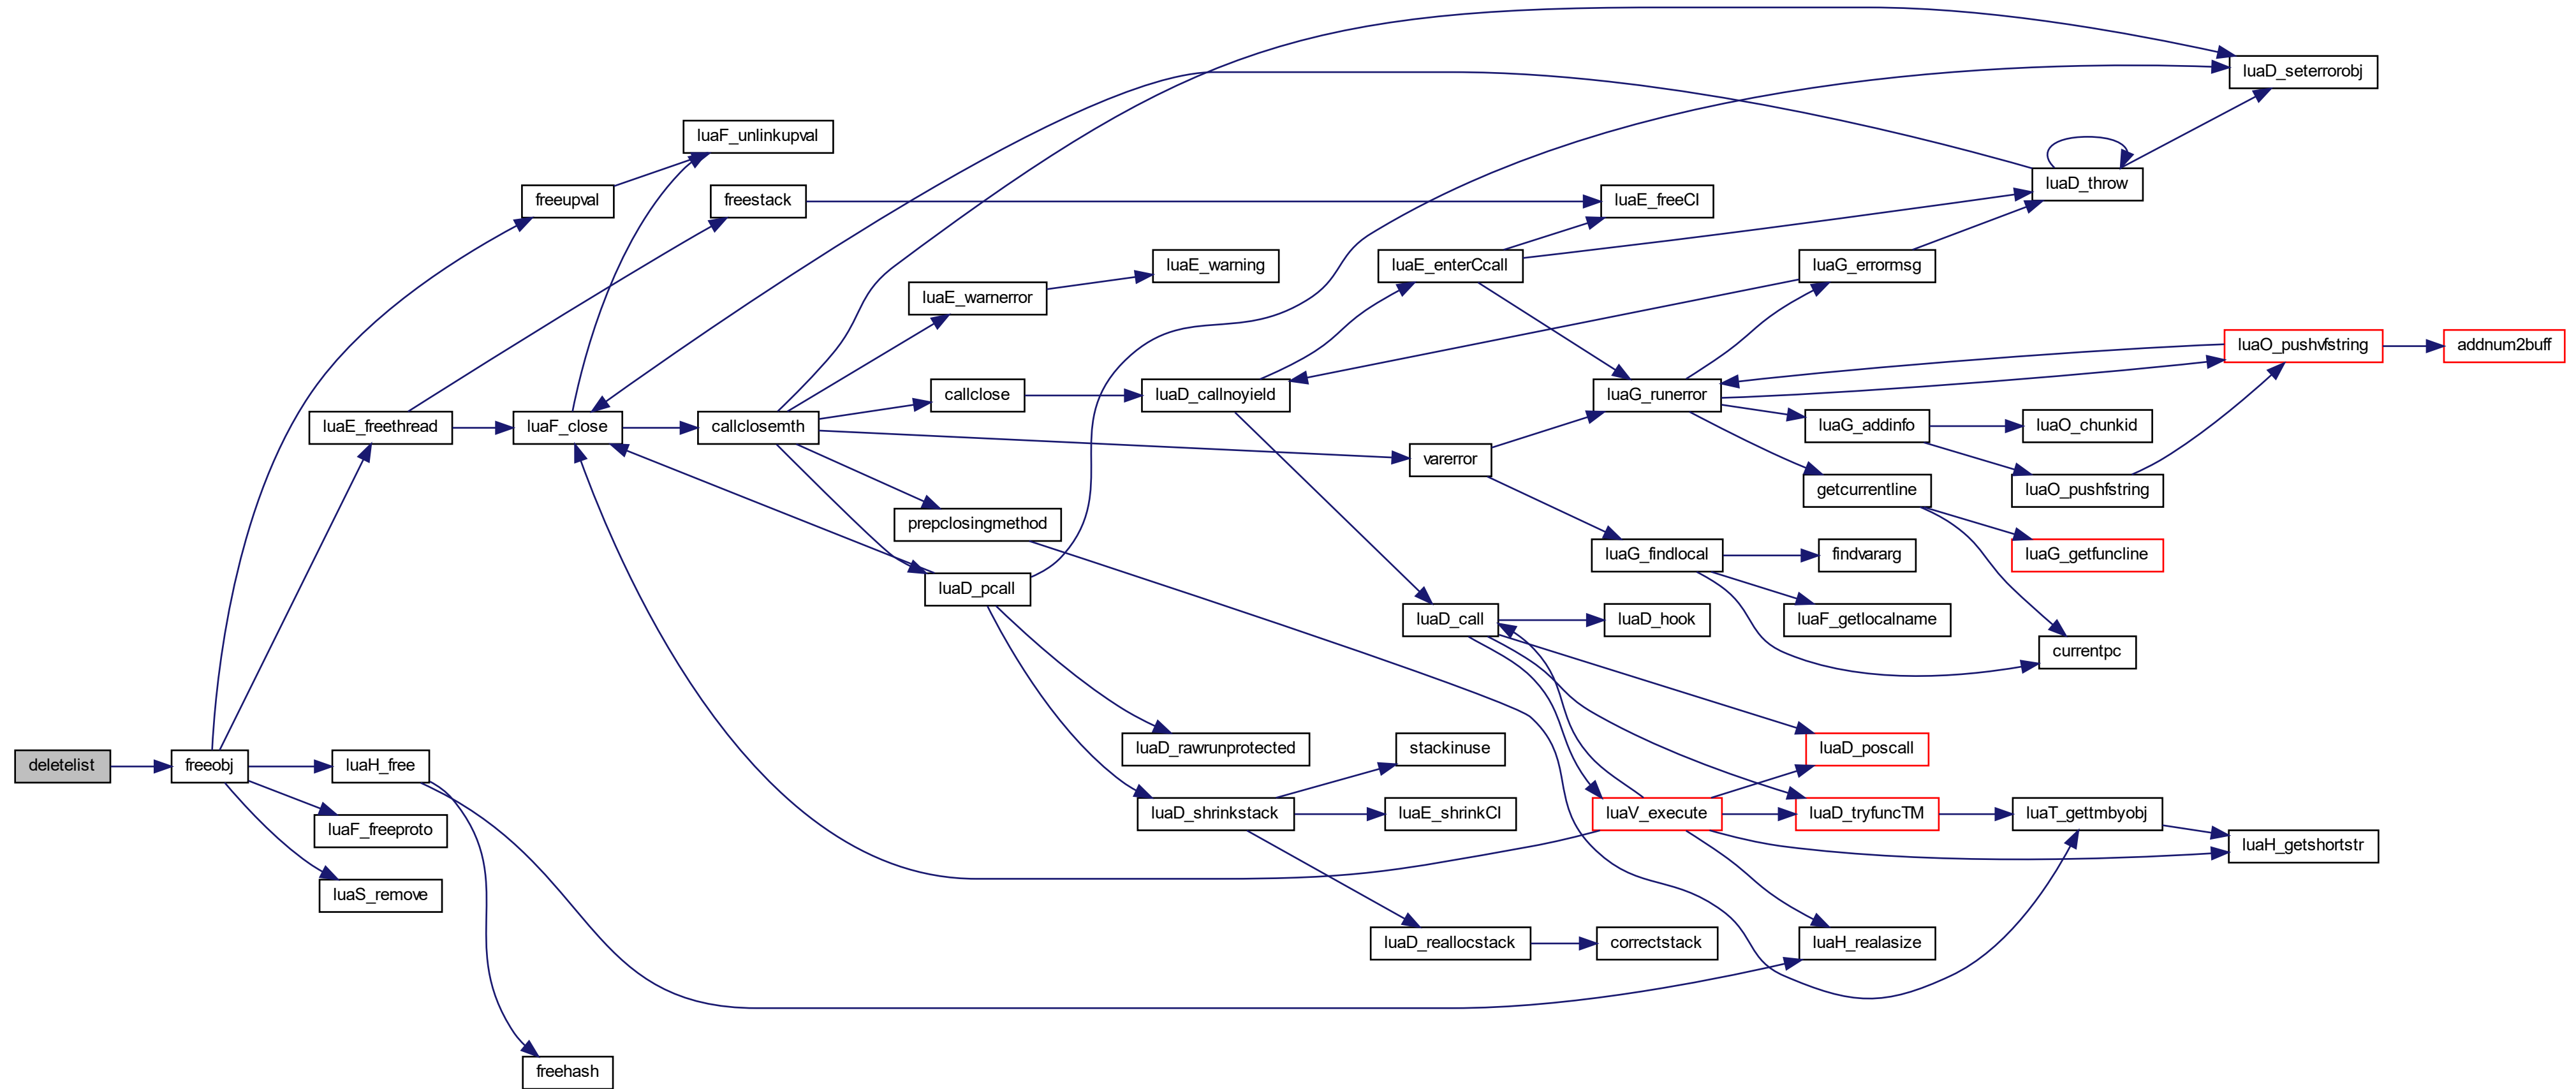 luaD_seterrorobj
luaF_unlinkupval
luaD_throw
freeupval
freestack
luaE_freeCI
luaE_warning
luaE_enterCcall
luaG_errormsg
luaE_warnerror
luaO_pushvfstring
addnum2buff
callclose
luaD_callnoyield
luaG_runerror
luaE_freethread
luaF_close
callclosemth
luaG_addinfo
luaO_chunkid
varerror
getcurrentline
luaO_pushfstring
prepclosingmethod
luaG_findlocal
findvararg
luaG_getfuncline
luaD_pcall
luaD_call
luaD_hook
luaF_getlocalname
currentpc
luaD_rawrunprotected
stackinuse
luaD_poscall
deletelist
freeobj
luaH_free
luaD_shrinkstack
luaE_shrinkCI
luaV_execute
luaD_tryfuncTM
luaT_gettmbyobj
luaF_freeproto
luaH_getshortstr
luaS_remove
luaD_reallocstack
correctstack
luaH_realasize
freehash